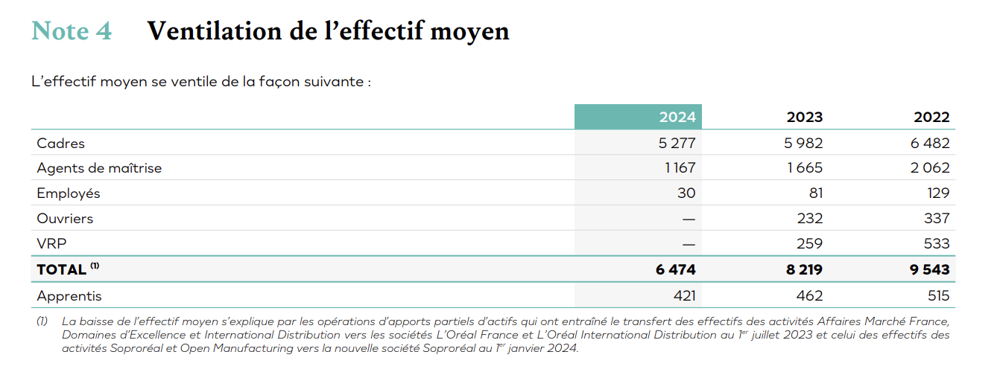 Note 4 Ventilation de l’effectif moyen
L’effectif moyen se ventile de la façon suivante :
2024 2023 2022
Cadres 5 277 5 982 6 482
Agents de maîtrise 1 167 1 665 2 062
Employés 30 81 129
Ouvriers — 232 337
VRP — 259 533
TOTAL (1) 6 474 8 219 9 543
Apprentis 421 462 515
(1) La baisse de l’effectif moyen s’explique par les opérations d’apports partiels d’actifs qui ont entraîné le transfert des effectifs des activités Affaires Marché France,
Domaines d’Excellence et International Distribution vers les sociétés L’Oréal France et L’Oréal International Distribution au 1er juillet 2023 et celui des effectifs des
activités Soproréal et Open Manufacturing vers la nouvelle société Soproréal au 1er janvier 2024.